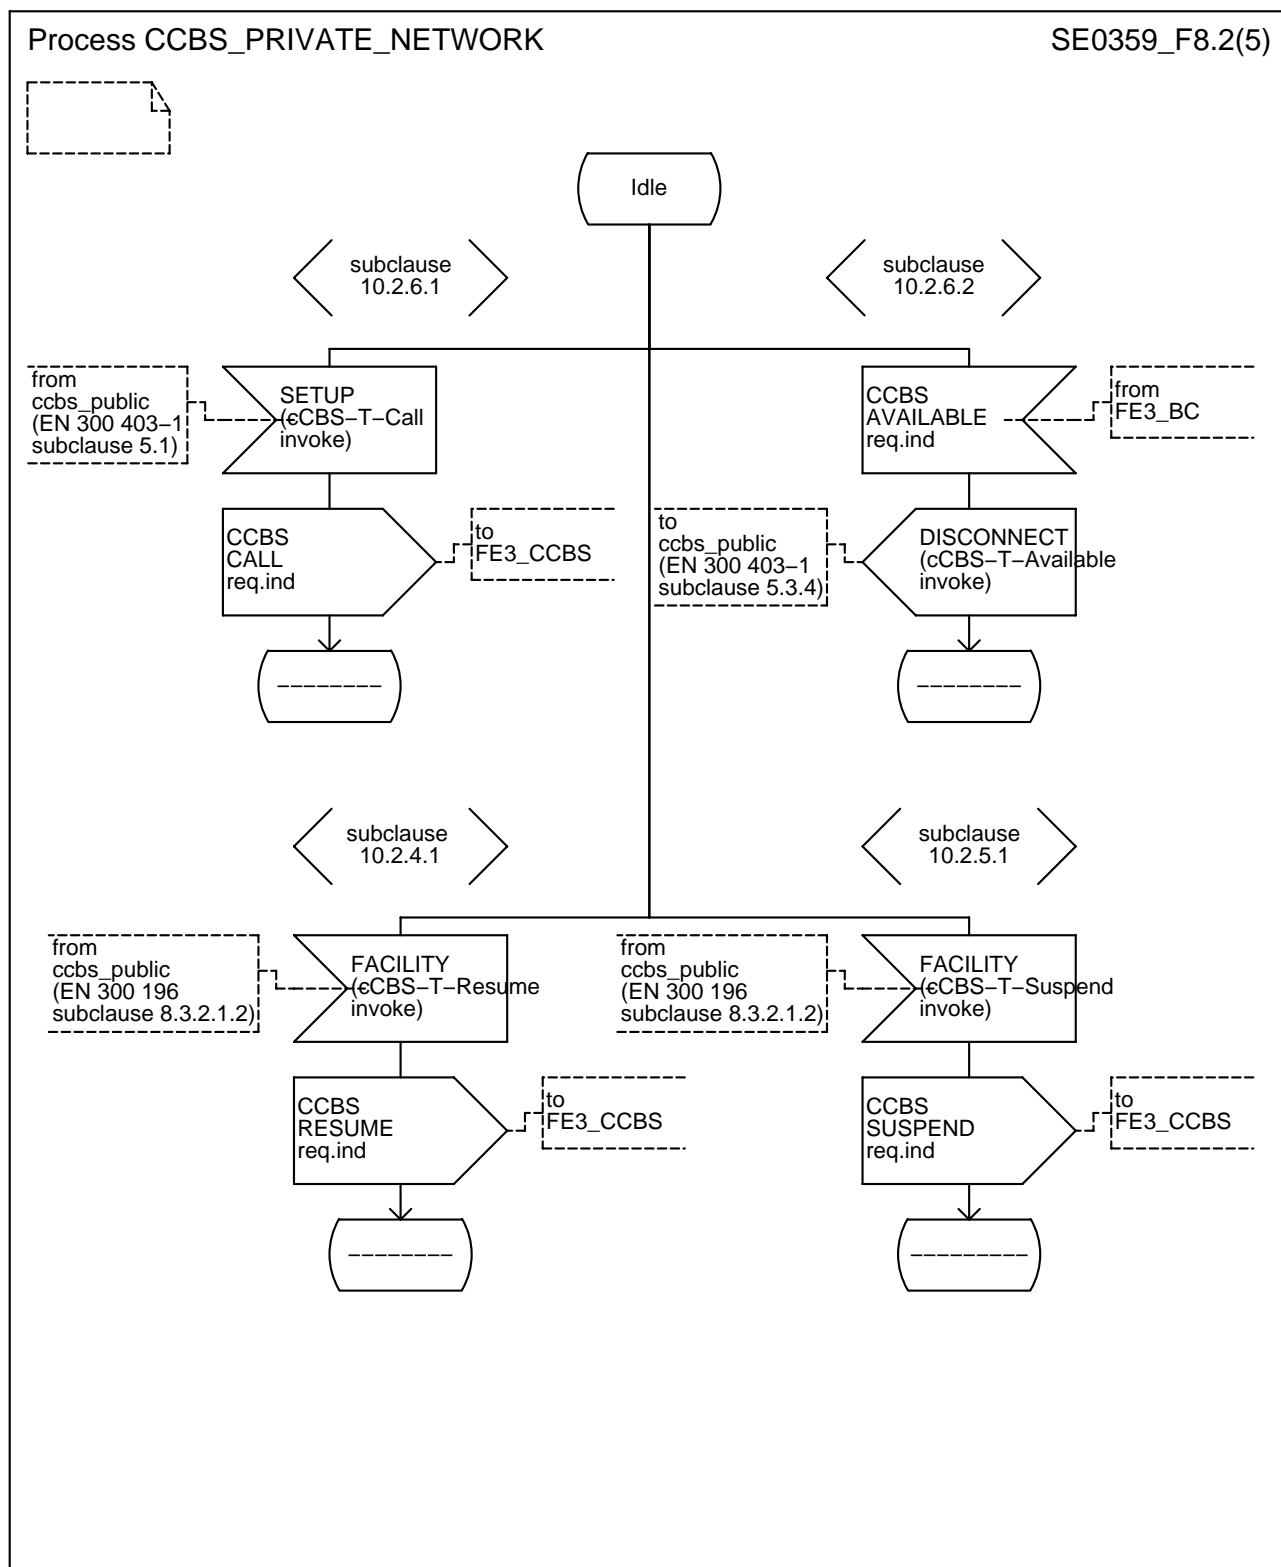 Process CCBS_PRIVATE_NETWORK
SE0359_F8.2(5)
Idle
subclause
10.2.6.1
subclause
10.2.6.2
from
ccbs_public
(EN 300 403–1
subclause 5.1)
SETUP
(cCBS–T–Call
invoke)
CCBS
AVAILABLE
req.ind
from
FE3_BC
CCBS
CALL
req.ind
to
FE3_CCBS
to
ccbs_public
(EN 300 403–1
subclause 5.3.4)
DISCONNECT
(cCBS–T–Available
invoke)
–––––––––
–––––––––
subclause
10.2.4.1
subclause
10.2.5.1
from
ccbs_public
(EN 300 196
subclause 8.3.2.1.2)
FACILITY
(cCBS–T–Resume
invoke)
from
ccbs_public
(EN 300 196
subclause 8.3.2.1.2)
FACILITY
(cCBS–T–Suspend
invoke)
CCBS
RESUME
req.ind
to
FE3_CCBS
CCBS
SUSPEND
req.ind
to
FE3_CCBS
–––––––––
–––––––––